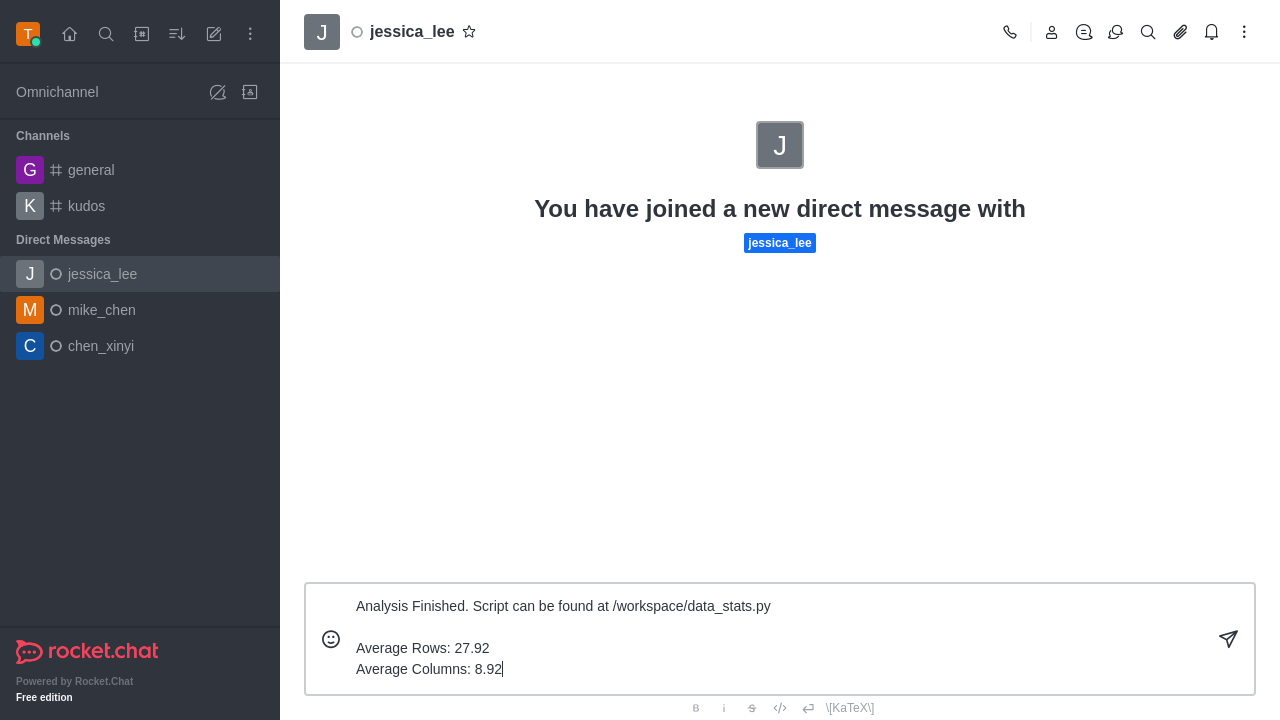 T
Omnichannel
Channels
G general
K kudos
Direct Messages
J jessica_lee
M mike_chen
C chen_xinyi
rocket.chat
Powered by Rocket.Chat
Free edition
J jessica_lee
J
You have joined a new direct message with
jessica_lee
Analysis Finished. Script can be found at /workspace/data_stats.py
Average Rows: 27.92
Average Columns: 8.92
B i S \[KaTeX\]